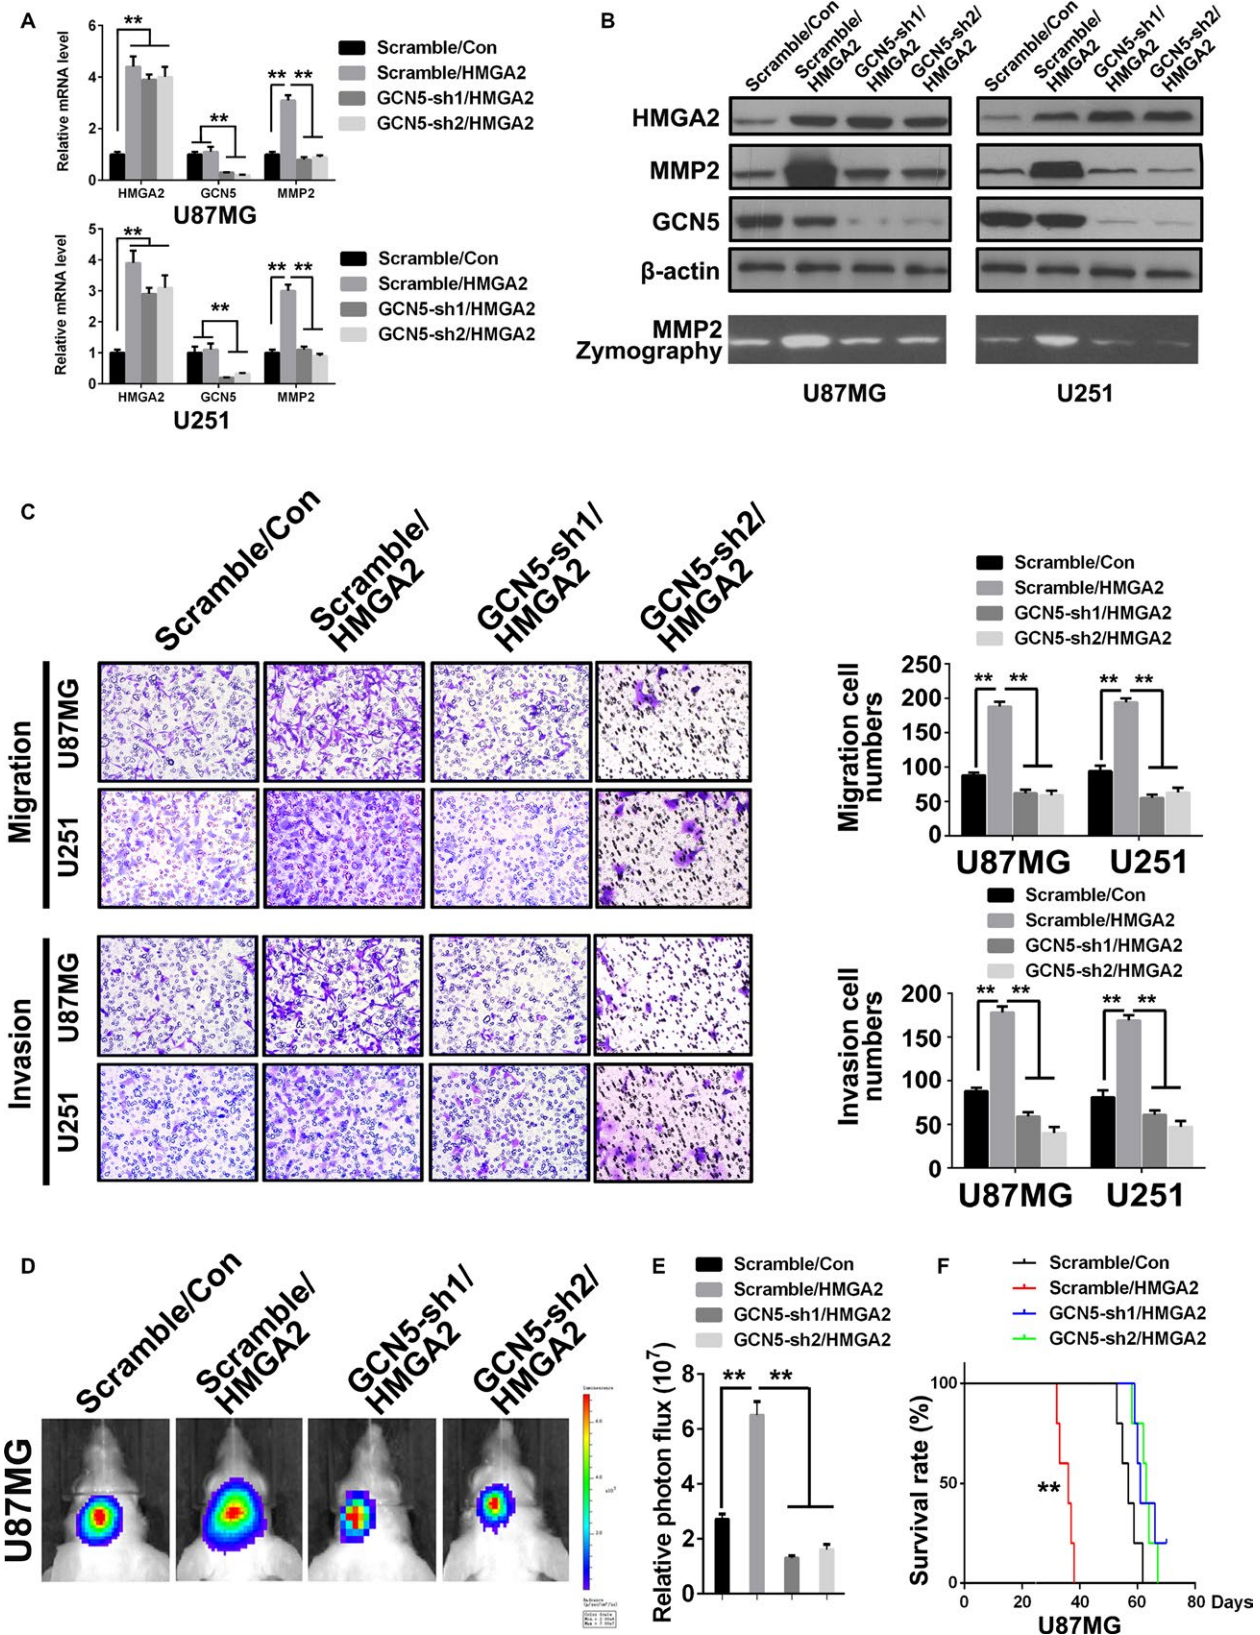 A
Relative mRNA level
6
4
2
0
**
**
** **
HMGA2 GCN5 MMP2
U87MG
Scramble/Con
Scramble/HMGA2
GCN5-sh1/HMGA2
GCN5-sh2/HMGA2
Relative mRNA level
5
4
3
2
1
0
**
**
** **
HMGA2 GCN5 MMP2
U251
Scramble/Con
Scramble/HMGA2
GCN5-sh1/HMGA2
GCN5-sh2/HMGA2
B
Scramble/Con
Scramble/
HMGA2
GCN5-sh1/
HMGA2
GCN5-sh2/
HMGA2
Scramble/Con
Scramble/
HMGA2
GCN5-sh1/
HMGA2
GCN5-sh2/
HMGA2
HMGA2
MMP2
GCN5
β-actin
MMP2
Zymography
U87MG U251
C
Scramble/Con
Scramble/
HMGA2
GCN5-sh1/
HMGA2
GCN5-sh2/
HMGA2
Migration
U87MG
U251
Invasion
U87MG
U251
Scramble/Con
Scramble/HMGA2
GCN5-sh1/HMGA2
GCN5-sh2/HMGA2
Migration cell
numbers
250
200
150
100
50
0
** **
** **
U87MG U251
Scramble/Con
Scramble/HMGA2
GCN5-sh1/HMGA2
GCN5-sh2/HMGA2
Invasion cell
numbers
200
150
100
50
0
** **
** **
U87MG U251
D
Scramble/Con
Scramble/
HMGA2
GCN5-sh1/
HMGA2
GCN5-sh2/
HMGA2
U87MG
Luminescence
E
Scramble/Con
Scramble/HMGA2
GCN5-sh1/HMGA2
GCN5-sh2/HMGA2
Relative photon flux (10⁷)
8
6
4
2
0
** **
F
Scramble/Con
Scramble/HMGA2
GCN5-sh1/HMGA2
GCN5-sh2/HMGA2
Survival rate (%)
100
50
0
**
0 20 40 60 80 Days
U87MG